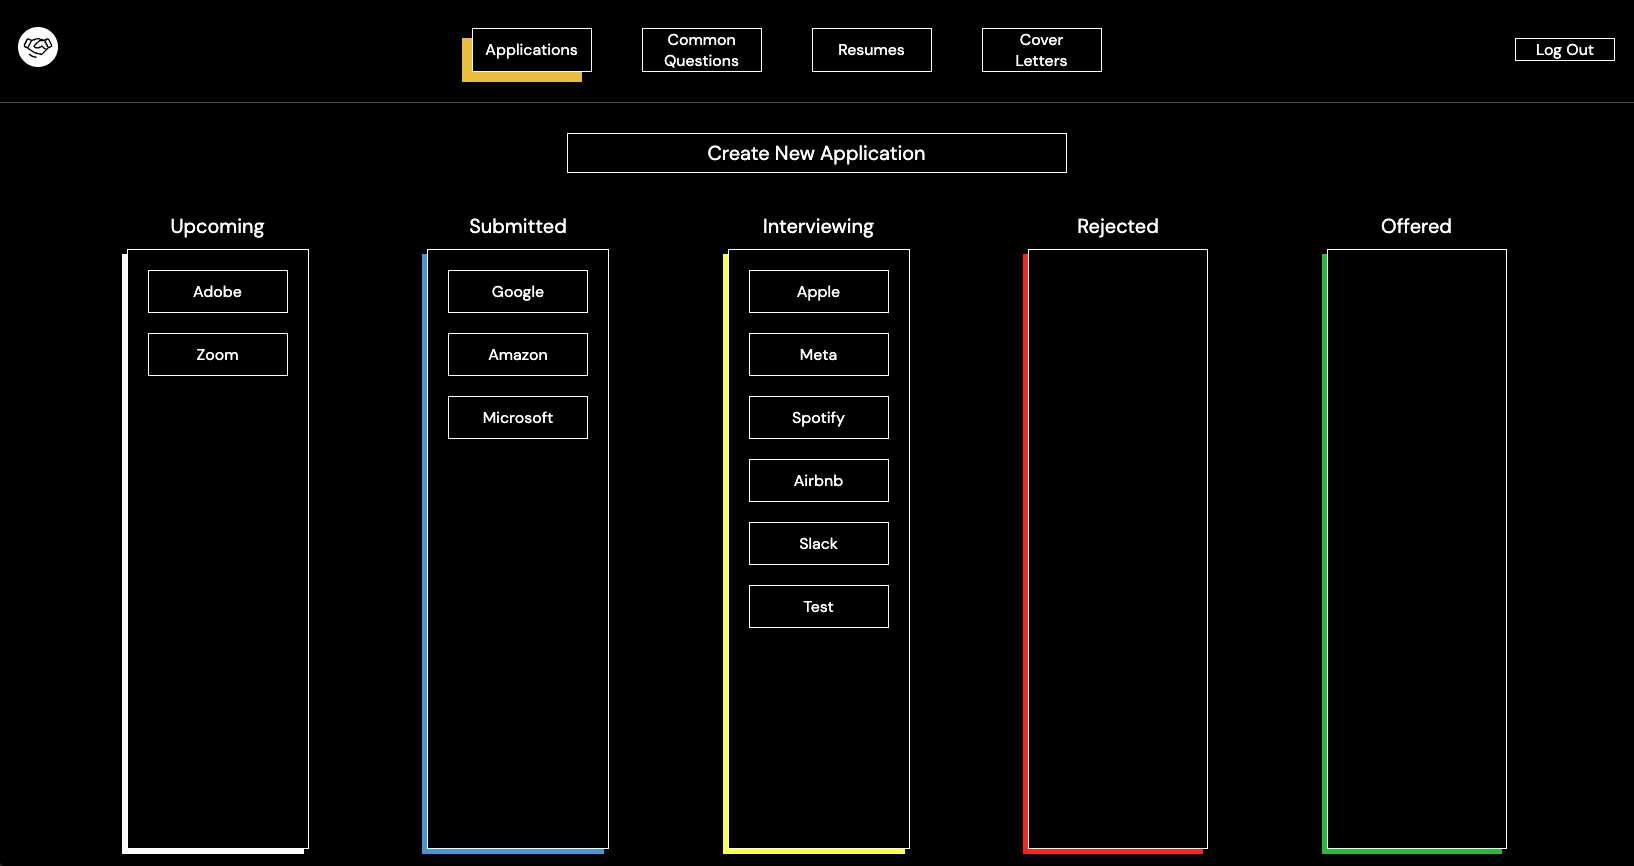 Applications
Common
Questions
Resumes
Cover
Letters
Log Out
Create New Application
Upcoming
Adobe
Zoom
Submitted
Google
Amazon
Microsoft
Interviewing
Apple
Meta
Spotify
Airbnb
Slack
Test
Rejected
Offered